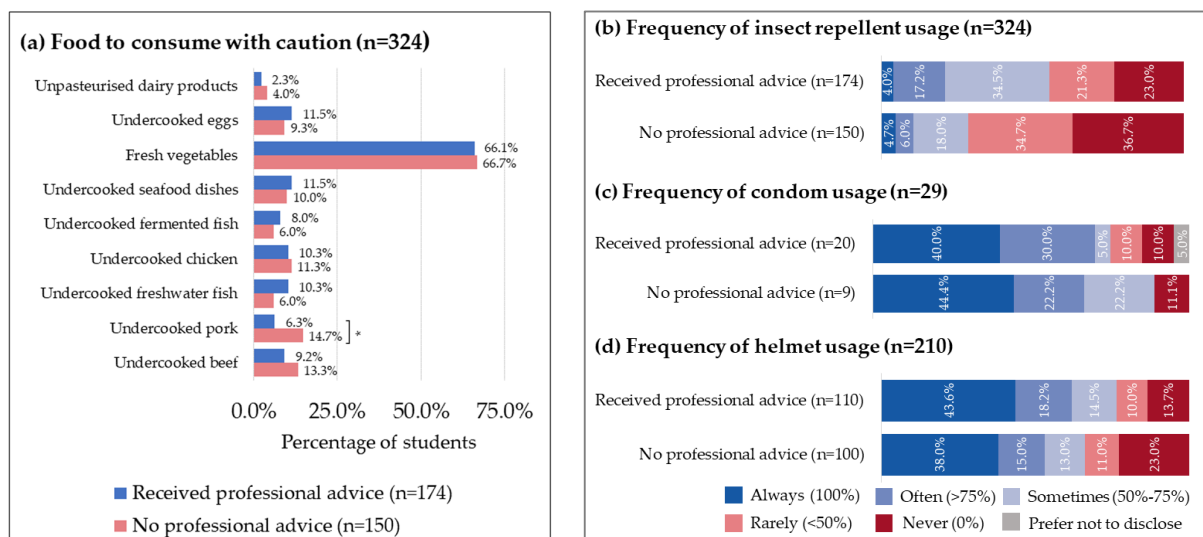 (a) Food to consume with caution (n=324)
Unpasteurised dairy products
2.3%
4.0%
Undercooked eggs
11.5%
9.3%
Fresh vegetables
66.1%
66.7%
Undercooked seafood dishes
11.5%
10.0%
Undercooked fermented fish
8.0%
6.0%
Undercooked chicken
10.3%
11.3%
Undercooked freshwater fish
10.3%
6.0%
Undercooked pork
6.3%
14.7%
*
Undercooked beef
9.2%
13.3%
0.0% 25.0% 50.0% 75.0%
Percentage of students
Received professional advice (n=174)
No professional advice (n=150)
(b) Frequency of insect repellent usage (n=324)
Received professional advice (n=174) 4.0% 17.2% 34.5% 21.3% 23.0%
No professional advice (n=150) 4.7% 6.0% 18.0% 34.7% 36.7%
(c) Frequency of condom usage (n=29)
Received professional advice (n=20) 40.0% 30.0% 5.0% 10.0% 10.0% 5.0%
No professional advice (n=9) 44.4% 22.2% 22.2% 11.1%
(d) Frequency of helmet usage (n=210)
Received professional advice (n=110) 43.6% 18.2% 14.5% 10.0% 13.7%
No professional advice (n=100) 38.0% 15.0% 13.0% 11.0% 23.0%
Always (100%) Often (>75%) Sometimes (50%-75%)
Rarely (<50%) Never (0%) Prefer not to disclose